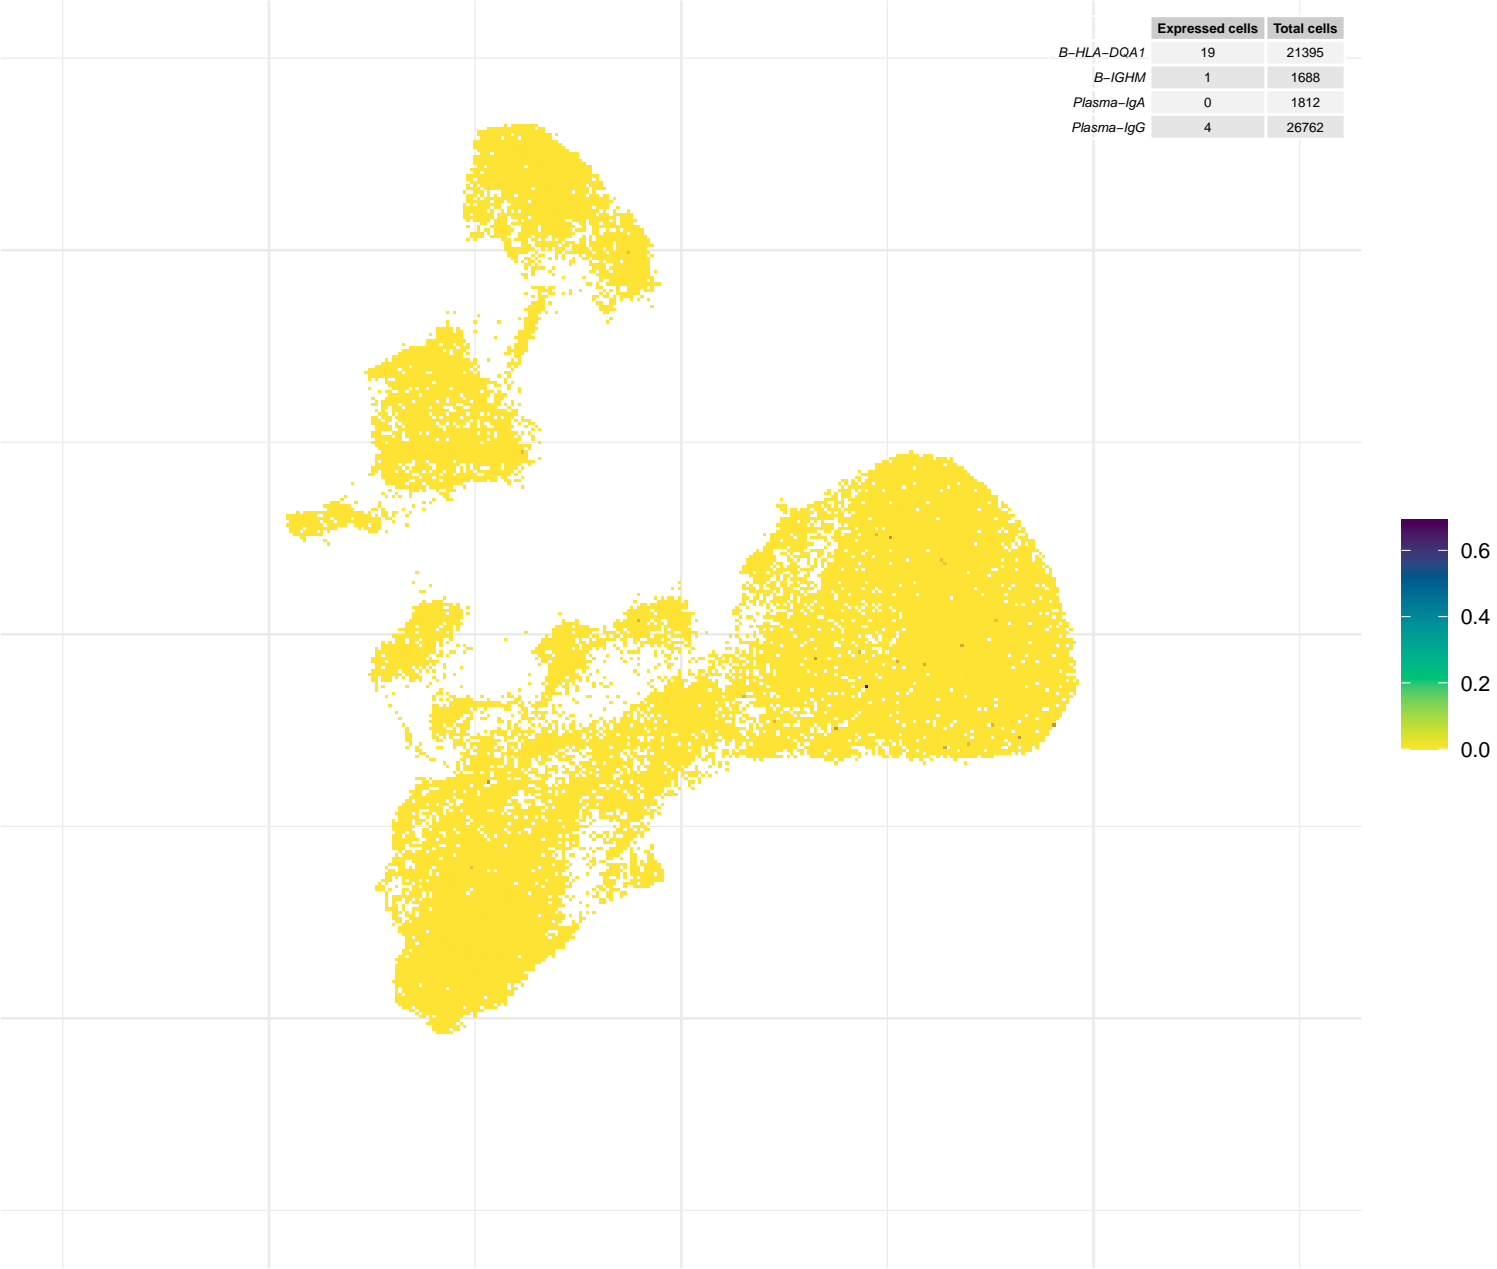 Expressed cells Total cells
B−HLA−DQA1 19 21395
B−IGHM 1 1688
Plasma−IgA 0 1812
Plasma−IgG 4 26762
0.6
0.4
0.2
0.0